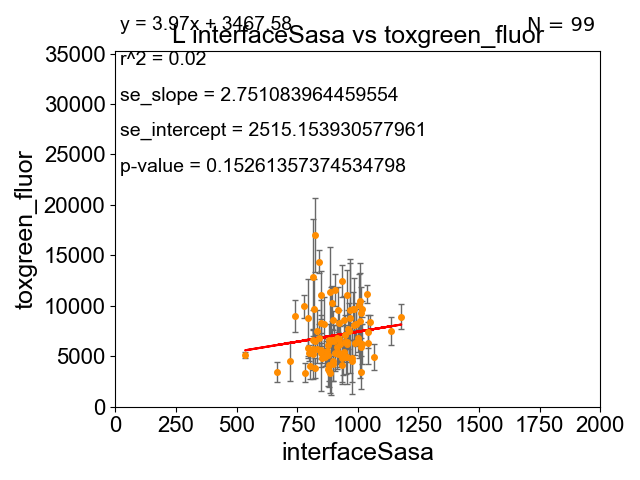 y = 3.97x + 3467.58
N = 99
L interfaceSasa vs toxgreen_fluor
r^2 = 0.02
se_slope = 2.751083964459554
se_intercept = 2515.153930577961
p-value = 0.15261357374534798
toxgreen_fluor
35000
30000
25000
20000
15000
10000
5000
0
0 250 500 750 1000 1250 1500 1750 2000
interfaceSasa